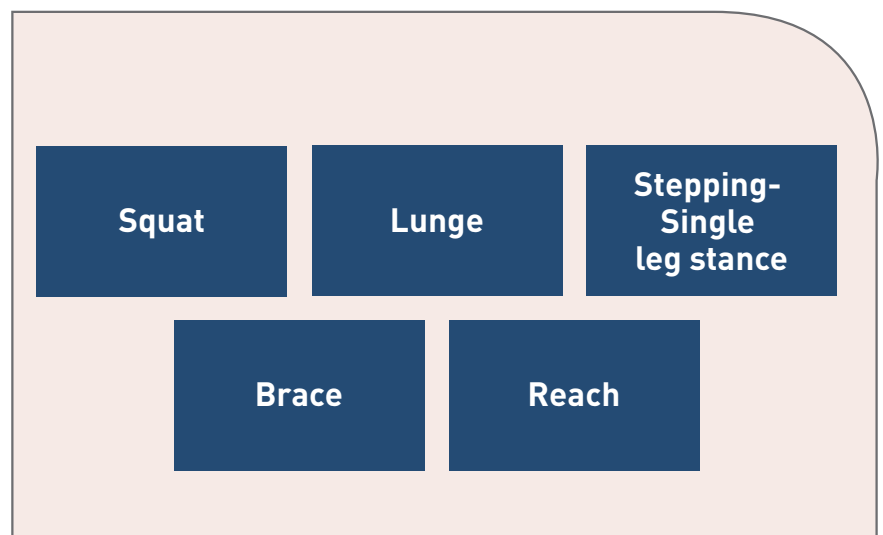 Squat
Lunge
Stepping-
Single
leg stance
Brace
Reach